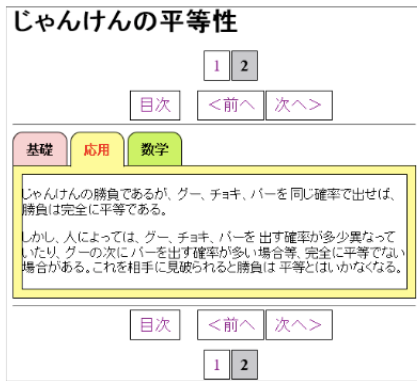 じゃんけんの平等性
1 2
目次 <前へ 次へ>
基礎 応用 数学
じゃんけんの勝負であるが、グー、チョキ、パーを同じ確率で出せば、
勝負は完全に平等である。
しかし、人によっては、グー、チョキ、パーを出す確率が多少異なって
いたり、グーの次にパーを出す確率が多い場合等、完全に平等でない
場合がある。これを相手に見破られると勝負は平等とはいかなくなる。
目次 <前へ 次へ>
1 2